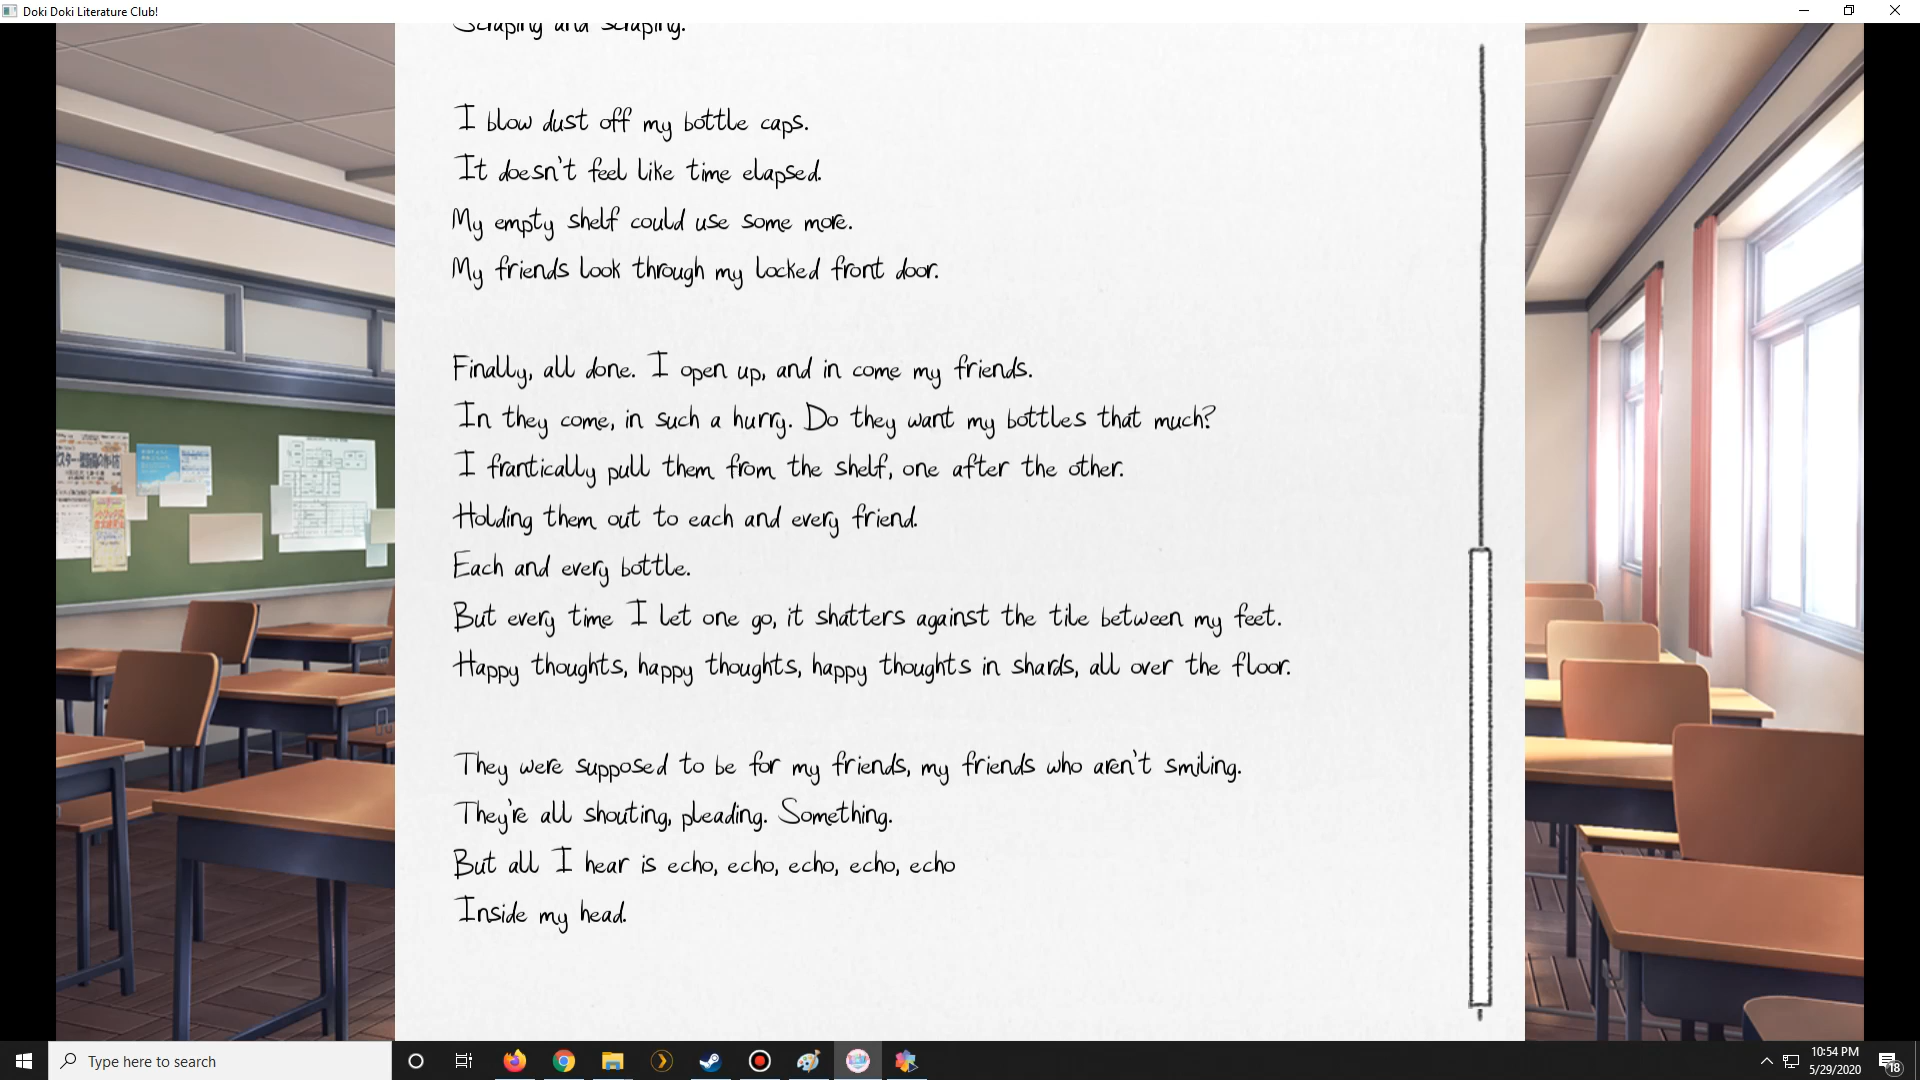 Doki Doki Literature Club!
Scraping and scraping.
I blow dust off my bottle caps.
It doesn't feel like time elapsed.
My empty shelf could use some more.
My friends look through my locked front door.
Finally, all done. I open up, and in come my friends.
In they come, in such a hurry. Do they want my bottles that much?
I frantically pull them from the shelf, one after the other.
Holding them out to each and every friend.
Each and every bottle.
But every time I let one go, it shatters against the tile between my feet.
Happy thoughts, happy thoughts, happy thoughts in shards, all over the floor.
They were supposed to be for my friends, my friends who aren't smiling.
They're all shouting, pleading. Something.
But all I hear is echo, echo, echo, echo, echo
Inside my head.
Type here to search
10:54 PM
5/29/2020
18